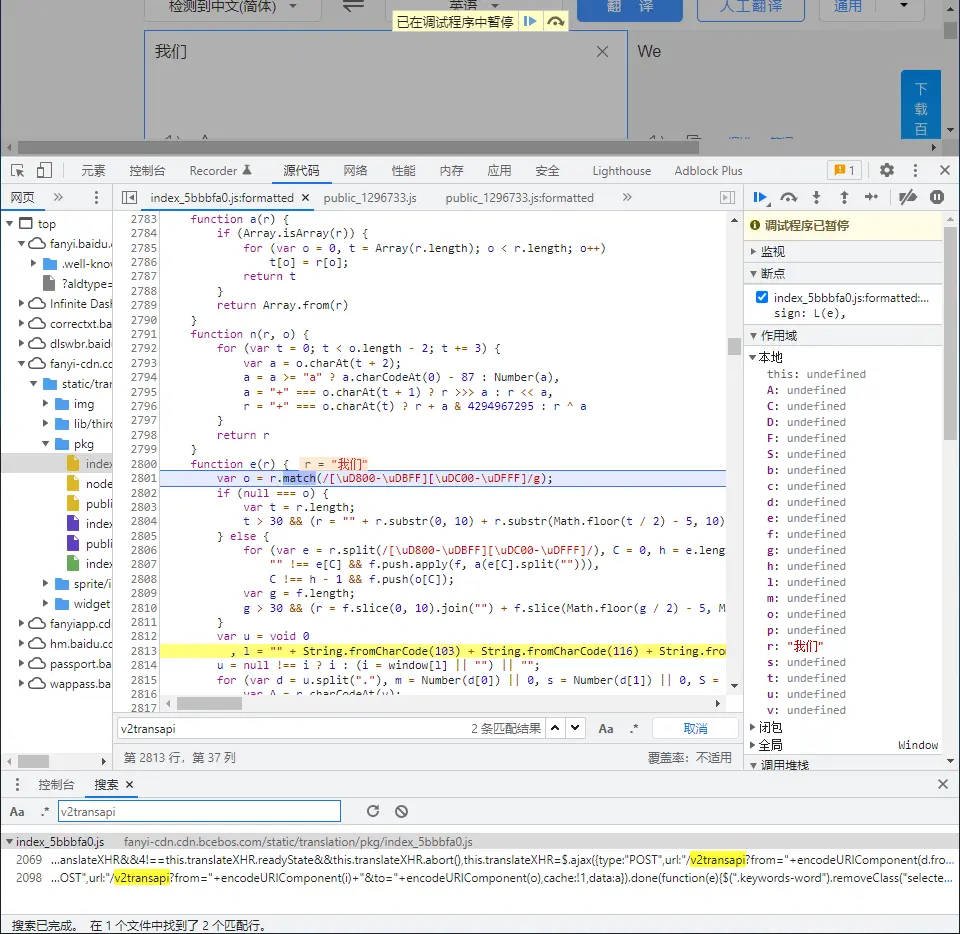 检测到中文(简体)
英语
翻 译
人工翻译
通用
已在调试程序中暂停
我们
We
下
载
百
元素
控制台
Recorder
源代码
网络
性能
内存
应用
安全
Lighthouse
Adblock Plus
1
网页
index_5bbbfa0.js:formatted
public_1296733.js
public_1296733.js:formatted
top
fanyi.baidu.
.well-know
?aldtype=
Infinite Dash
correctxt.bai
dlswbr.baidu
fanyi-cdn.cd
static/tran
img
lib/thirc
pkg
index
node
publi
index
publi
index
sprite/i
widget
fanyiapp.cdn
hm.baidu.co
passport.bai
wappass.bai
2783 function a(r) {
2784 if (Array.isArray(r)) {
2785 for (var o = 0, t = Array(r.length); o < r.length; o++)
2786 t[o] = r[o];
2787 return t
2788 }
2789 return Array.from(r)
2790 }
2791 function n(r, o) {
2792 for (var t = 0; t < o.length - 2; t += 3) {
2793 var a = o.charAt(t + 2);
2794 a = a >= "a" ? a.charCodeAt(0) - 87 : Number(a),
2795 a = "+" === o.charAt(t + 1) ? r >>> a : r << a,
2796 r = "+" === o.charAt(t) ? r + a & 4294967295 : r ^ a
2797 }
2798 return r
2799 }
2800 function e(r) { r = "我们"
2801 var o = r.match(/[\uD800-\uDBFF][\uDC00-\uDFFF]/g);
2802 if (null === o) {
2803 var t = r.length;
2804 t > 30 && (r = "" + r.substr(0, 10) + r.substr(Math.floor(t / 2) - 5, 10)
2805 } else {
2806 for (var e = r.split(/[\uD800-\uDBFF][\uDC00-\uDFFF]/), C = 0, h = e.leng
2807 "" !== e[C] && f.push.apply(f, a(e[C].split(""))),
2808 C !== h - 1 && f.push(o[C]);
2809 var g = f.length;
2810 g > 30 && (r = f.slice(0, 10).join("") + f.slice(Math.floor(g / 2) - 5, M
2811 }
2812 var u = void 0
2813 , l = "" + String.fromCharCode(103) + String.fromCharCode(116) + String.fro
2814 u = null !== i ? i : (i = window[l] || "") || "";
2815 for (var d = u.split("."), m = Number(d[0]) || 0, s = Number(d[1]) || 0, S =
2816 var A = r.charCodeAt(v);
2817
v2transapi
2 条匹配结果
Aa
.*
取消
第 2813 行，第 37 列
覆盖率：不适用
调试程序已暂停
监视
断点
index_5bbbfa0.js:formatted:...
sign: L(e),
作用域
本地
this: undefined
A: undefined
C: undefined
D: undefined
F: undefined
S: undefined
b: undefined
c: undefined
d: undefined
e: undefined
f: undefined
g: undefined
h: undefined
l: undefined
m: undefined
o: undefined
p: undefined
r: "我们"
s: undefined
t: undefined
u: undefined
v: undefined
闭包
全局
Window
调用堆栈
控制台
搜索
Aa
.*
v2transapi
index_5bbbfa0.js fanyi-cdn.cdn.bcebos.com/static/translation/pkg/index_5bbbfa0.js
2069 ...anslateXHR&&4!==this.translateXHR.readyState&&this.translateXHR.abort(),this.translateXHR=$.ajax({type:"POST",url:"/v2transapi?from="+encodeURIComponent(d.fro...
2098 ...OST",url:"/v2transapi?from="+encodeURIComponent(i)+"&to="+encodeURIComponent(o),cache:!1,data:a}).done(function(e){$(".keywords-word").removeClass("selecte...
搜索已完成。 在 1 个文件中找到了 2 个匹配行。